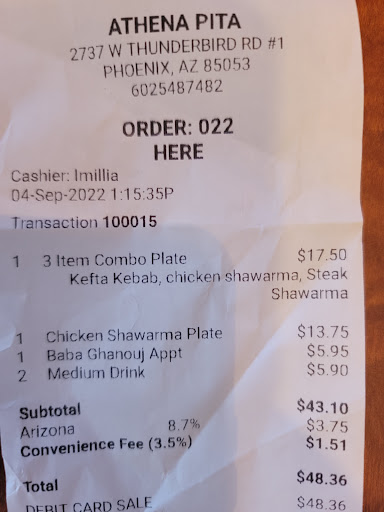 ATHENA PITA
2737 W THUNDERBIRD RD #1
PHOENIX, AZ 85053
6025487482
ORDER: 022
HERE
Cashier: Imillia
04-Sep-2022 1:15:35P
Transaction 100015
1 3 Item Combo Plate $17.50
Kefta Kebab, chicken shawarma, Steak
Shawarma
1 Chicken Shawarma Plate $13.75
1 Baba Ghanouj Appt $5.95
2 Medium Drink $5.90
Subtotal $43.10
Arizona 8.7% $3.75
Convenience Fee (3.5%) $1.51
Total $48.36
DEBIT CARD SALE $48.36